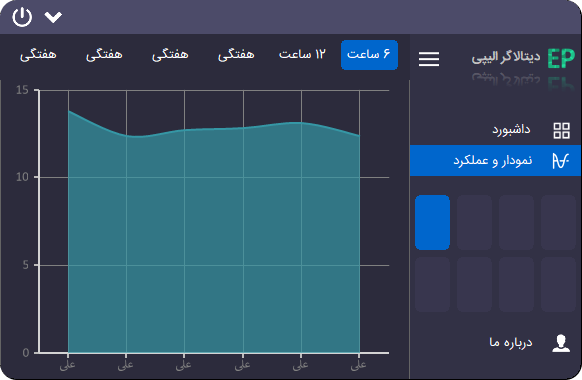 EP دیتالاگر الیپی
۶ ساعت
۱۲ ساعت
هفتگی
هفتگی
هفتگی
هفتگی
داشبورد
نمودار و عملکرد
درباره ما
15
10
5
0
علی
علی
علی
علی
علی
علی